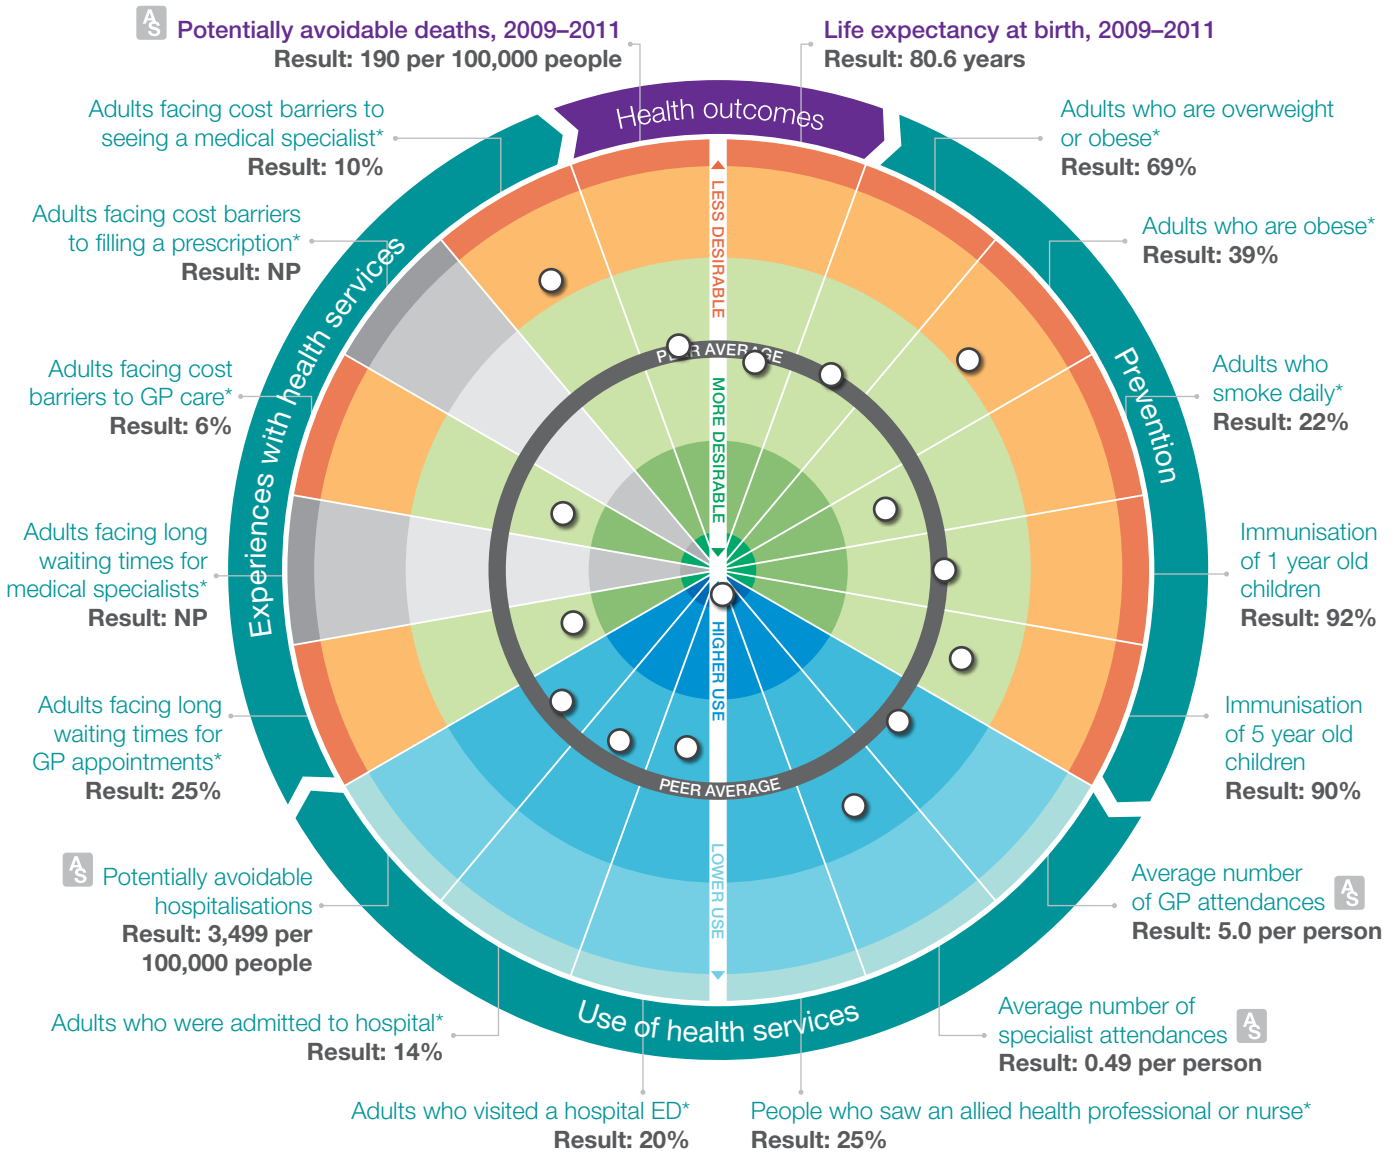 AS Potentially avoidable deaths, 2009–2011
Result: 190 per 100,000 people
Life expectancy at birth, 2009–2011
Result: 80.6 years
Health outcomes
Adults facing cost barriers to
seeing a medical specialist*
Result: 10%
Adults who are overweight
or obese*
Result: 69%
Adults facing cost barriers
to filling a prescription*
Result: NP
Adults who are obese*
Result: 39%
Adults facing cost
barriers to GP care*
Result: 6%
Adults who
smoke daily*
Result: 22%
Adults facing long
waiting times for
medical specialists*
Result: NP
Immunisation
of 1 year old
children
Result: 92%
Adults facing long
waiting times for
GP appointments*
Result: 25%
Immunisation
of 5 year old
children
Result: 90%
Experiences with health services
Prevention
LESS DESIRABLE
PEER AVERAGE
MORE DESIRABLE
HIGHER USE
PEER AVERAGE
LOWER USE
Use of health services
AS Potentially avoidable
hospitalisations
Result: 3,499 per
100,000 people
Average number
of GP attendances AS
Result: 5.0 per person
Adults who were admitted to hospital*
Result: 14%
Average number of
specialist attendances AS
Result: 0.49 per person
Adults who visited a hospital ED*
Result: 20%
People who saw an allied health professional or nurse*
Result: 25%